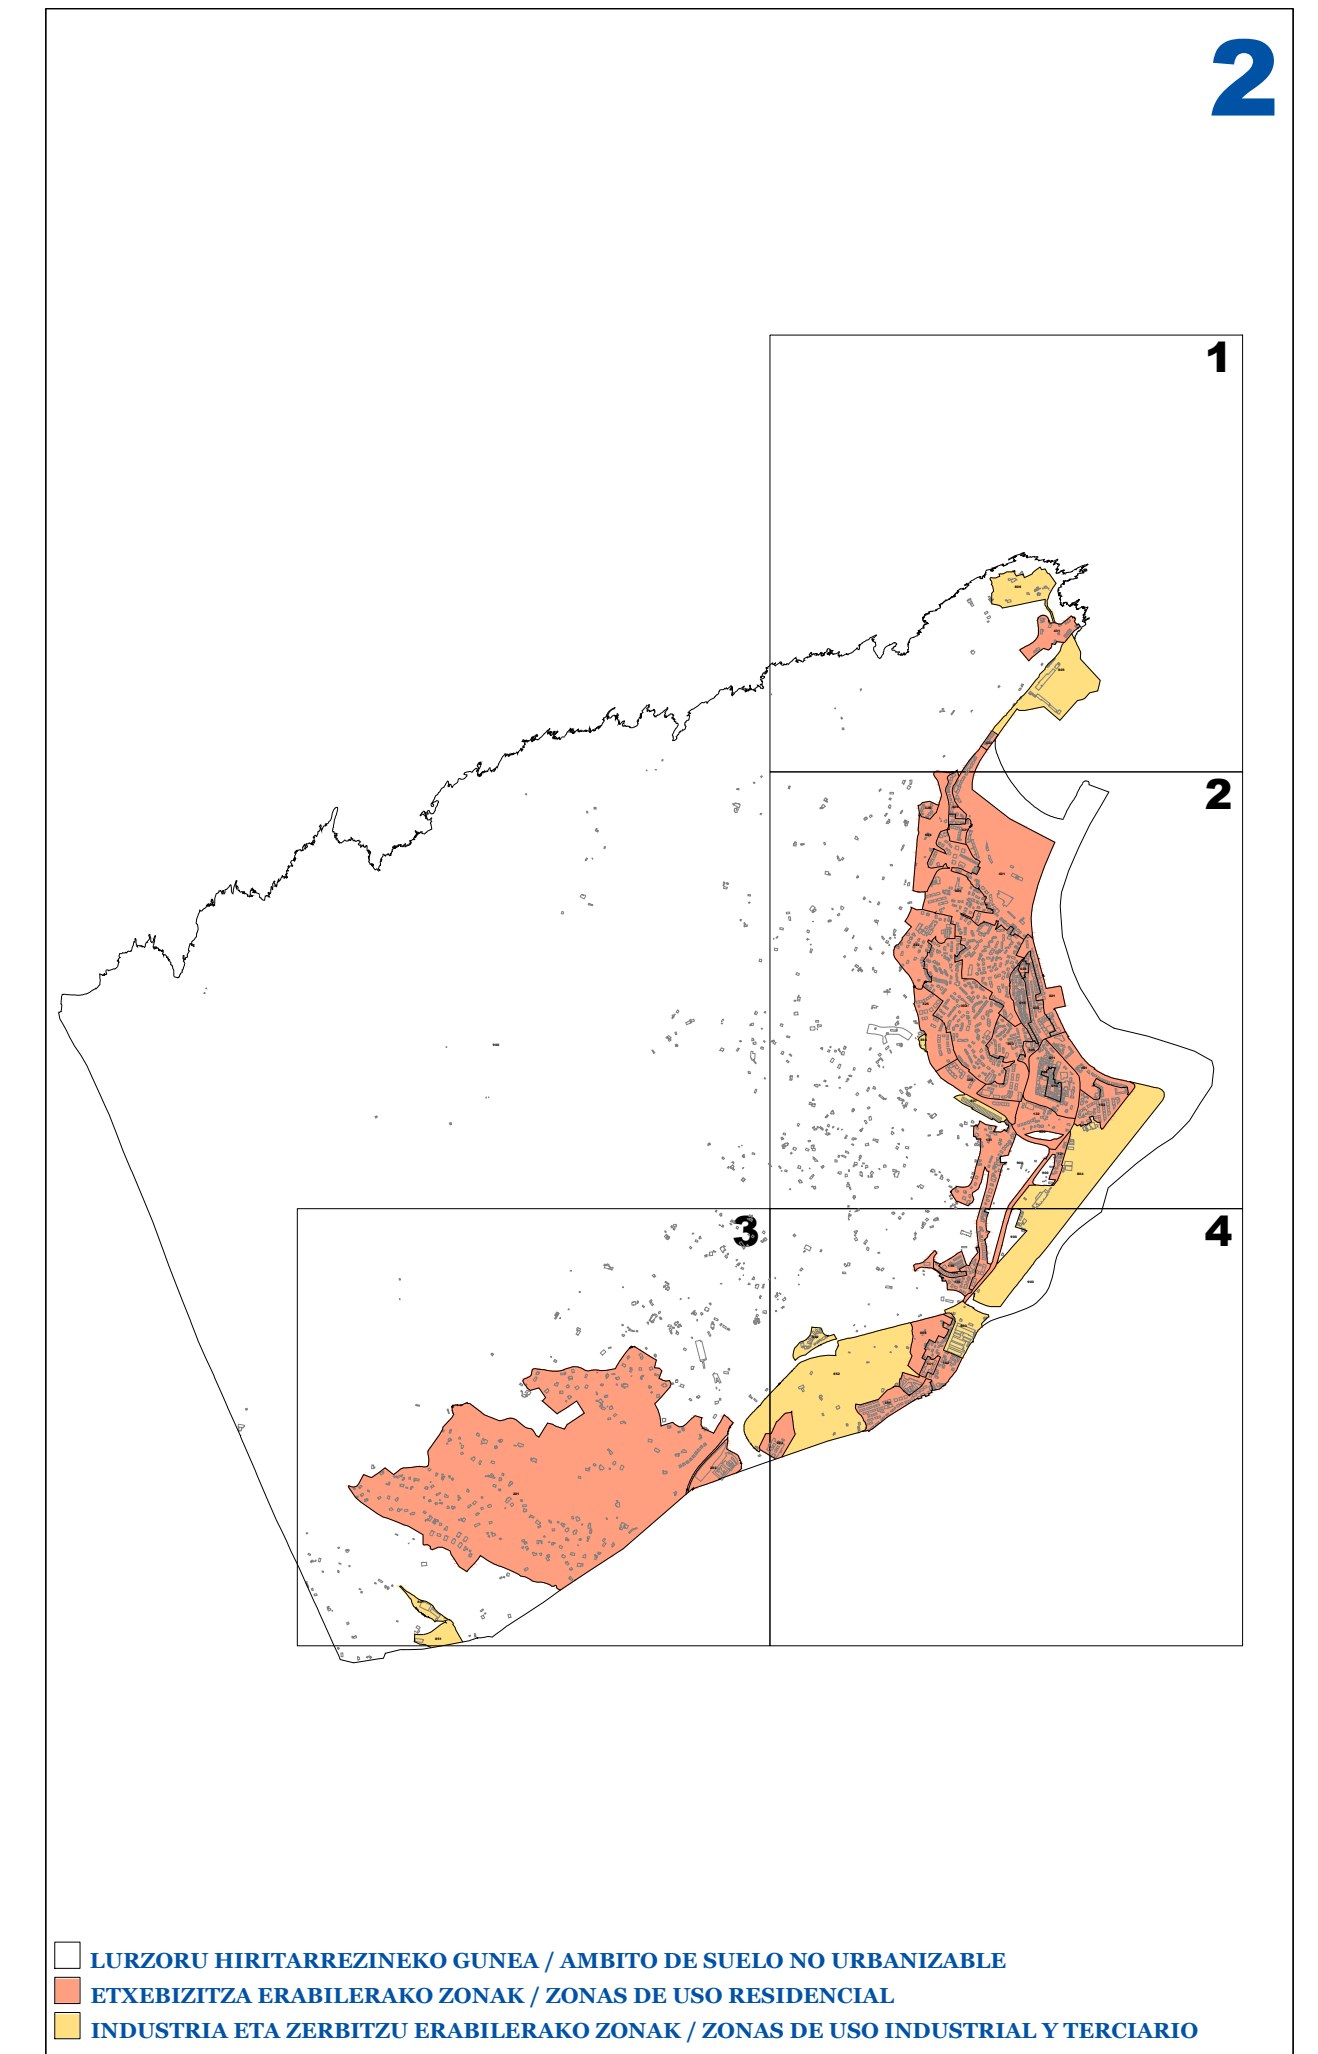 2
1
2
3
4
LURZORU HIRITARREZINEKO GUNEA / AMBITO DE SUELO NO URBANIZABLE
ETXEBIZITZA ERABILERAKO ZONAK / ZONAS DE USO RESIDENCIAL
INDUSTRIA ETA ZERBITZU ERABILERAKO ZONAK / ZONAS DE USO INDUSTRIAL Y TERCIARIO